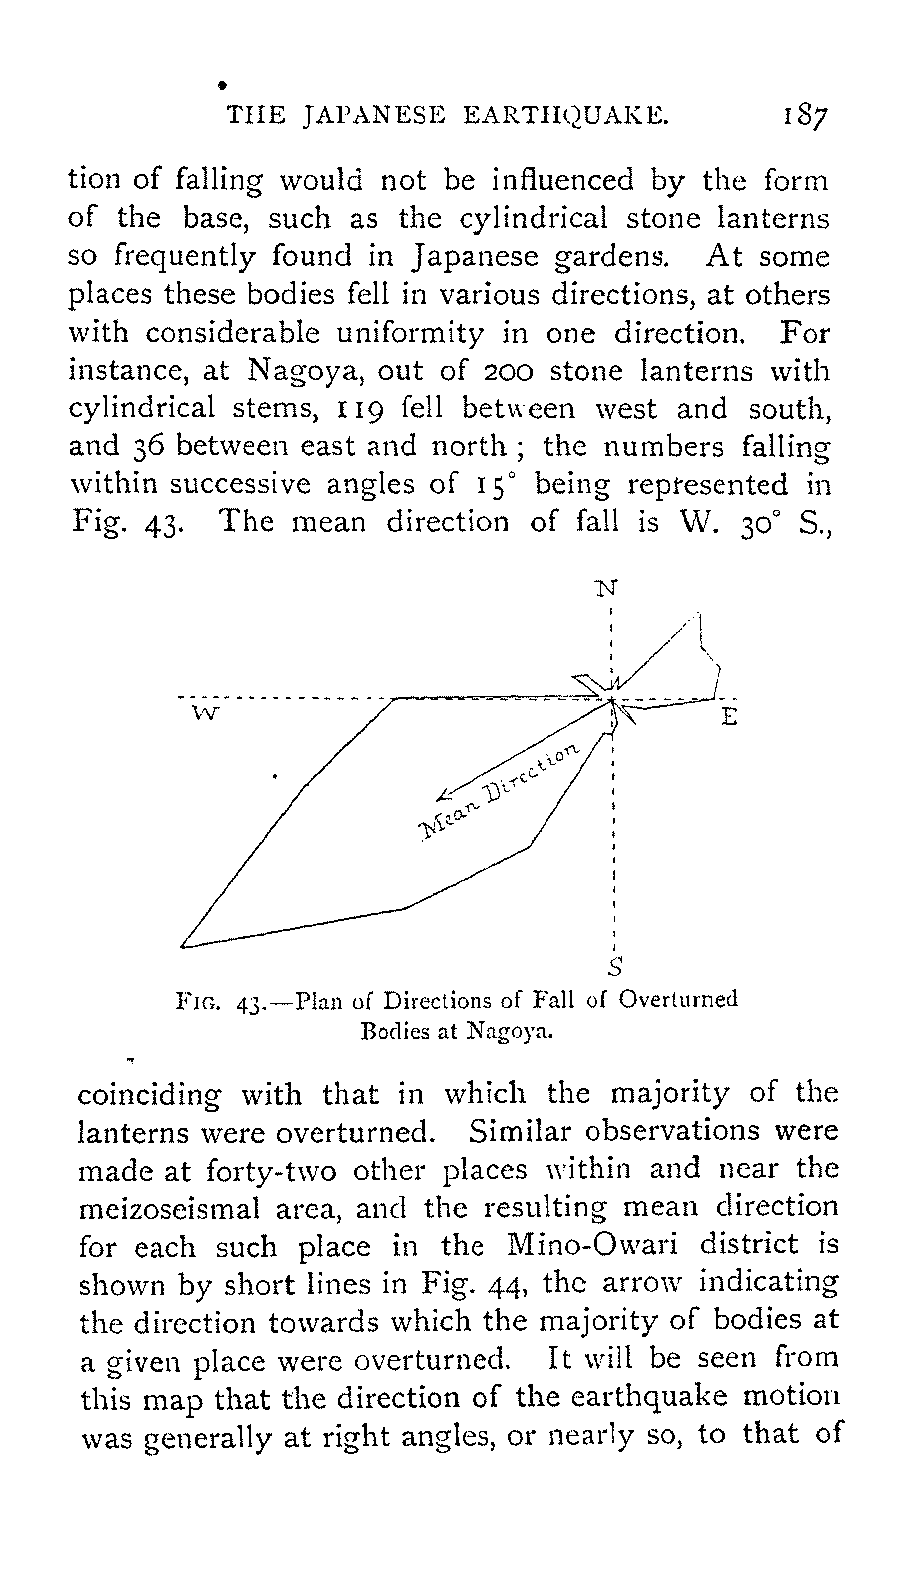 THE JAPANESE EARTHQUAKE. 187
tion of falling would not be influenced by the form
of the base, such as the cylindrical stone lanterns
so frequently found in Japanese gardens. At some
places these bodies fell in various directions, at others
with considerable uniformity in one direction. For
instance, at Nagoya, out of 200 stone lanterns with
cylindrical stems, 119 fell between west and south,
and 36 between east and north ; the numbers falling
within successive angles of 15° being represented in
Fig. 43. The mean direction of fall is W. 30° S.,
N
W
E
Mean Direction
S
FIG. 43.—Plan of Directions of Fall of Overturned
Bodies at Nagoya.
coinciding with that in which the majority of the
lanterns were overturned. Similar observations were
made at forty-two other places within and near the
meizoseismal area, and the resulting mean direction
for each such place in the Mino-Owari district is
shown by short lines in Fig. 44, the arrow indicating
the direction towards which the majority of bodies at
a given place were overturned. It will be seen from
this map that the direction of the earthquake motion
was generally at right angles, or nearly so, to that of